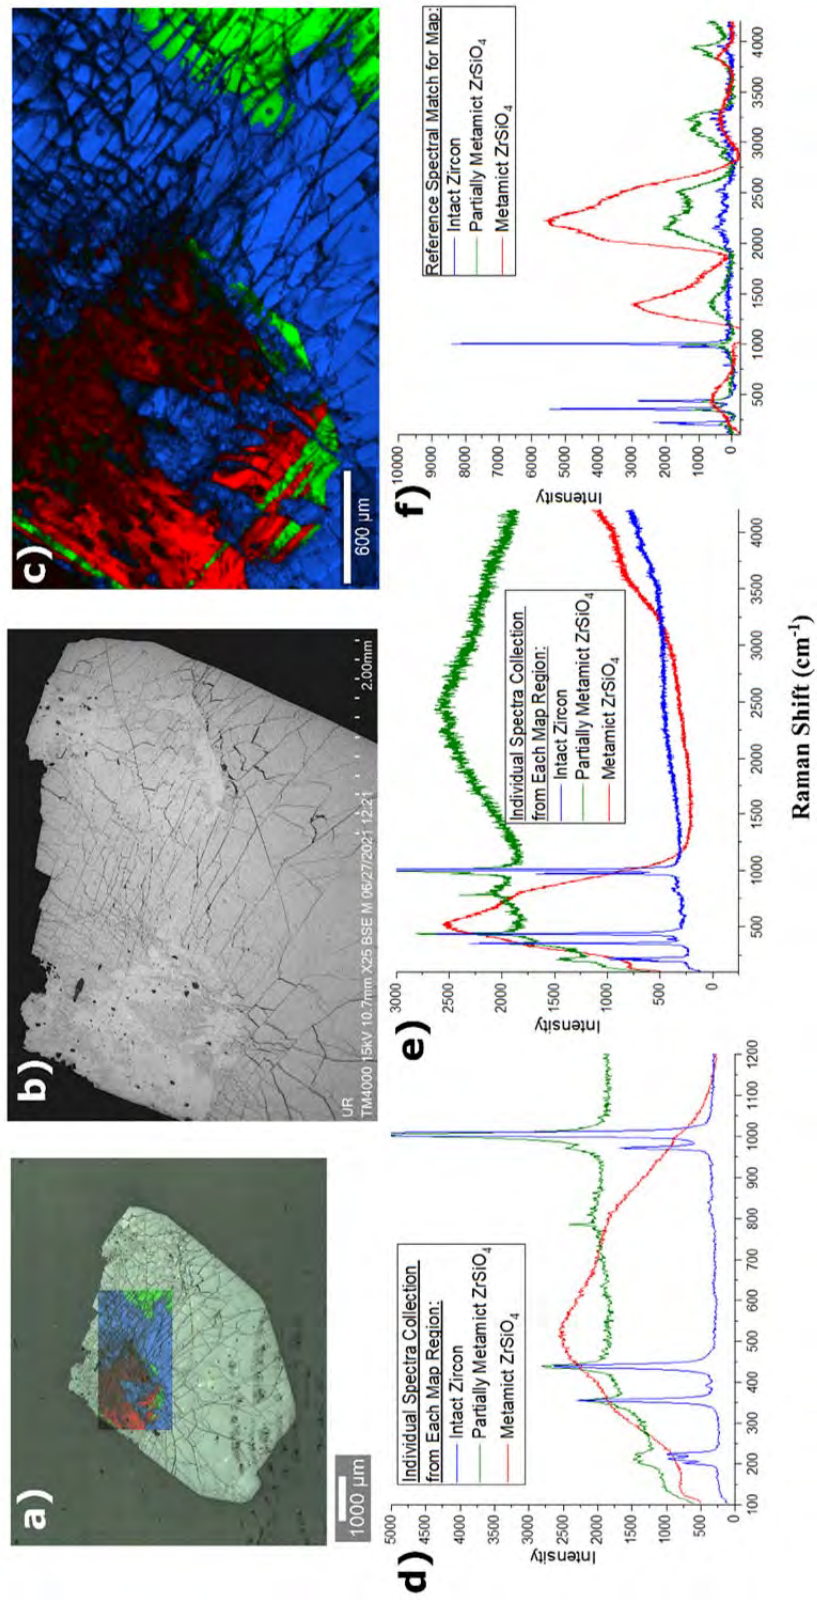 a)
1000 µm
b)
UR
TM4000 15kV 10.7mm X25 BSE M 06/27/2021 12:21
2.00mm
c)
600 µm
d)
Intensity
5000
4500
4000
3500
3000
2500
2000
1500
1000
500
0
Individual Spectra Collection
from Each Map Region:
Intact Zircon
Partially Metamict ZrSiO4
Metamict ZrSiO4
100
200
300
400
500
600
700
800
900
1000
1100
1200
e)
Intensity
3000
2500
2000
1500
1000
500
0
Individual Spectra Collection
from Each Map Region:
Intact Zircon
Partially Metamict ZrSiO4
Metamict ZrSiO4
500
1000
1500
2000
2500
3000
3500
4000
f)
Intensity
10000
9000
8000
7000
6000
5000
4000
3000
2000
1000
0
Reference Spectral Match for Map:
Intact Zircon
Partially Metamict ZrSiO4
Metamict ZrSiO4
500
1000
1500
2000
2500
3000
3500
4000
Raman Shift (cm-1)